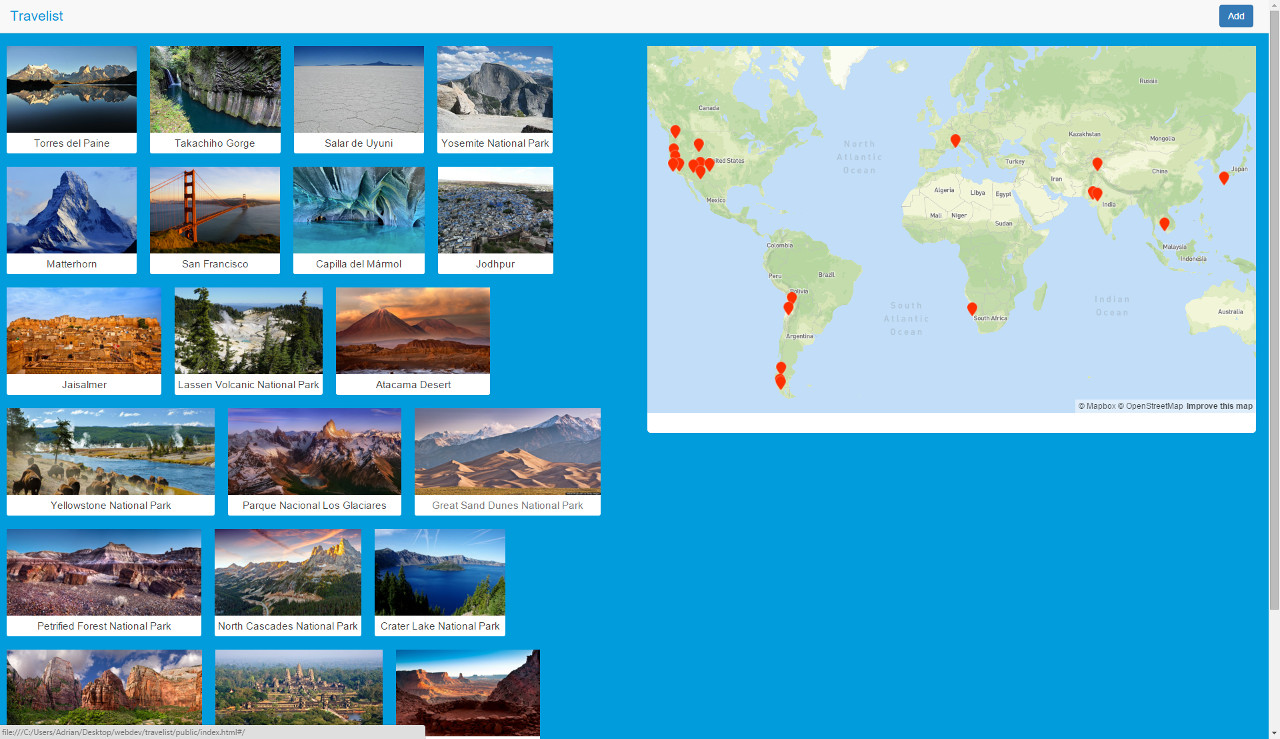 Travelist
Add
Torres del Paine
Takachiho Gorge
Salar de Uyuni
Yosemite National Park
Matterhorn
San Francisco
Capilla del Mármol
Jodhpur
Jaisalmer
Lassen Volcanic National Park
Atacama Desert
Yellowstone National Park
Parque Nacional Los Glaciares
Great Sand Dunes National Park
Petrified Forest National Park
North Cascades National Park
Crater Lake National Park
file:///C:/Users/Adrian/Desktop/webdev/travelist/public/index.html#/
Russia
Canada
Kazakhstan
Mongolia
North
Atlantic
Ocean
ited States
Turkey
China
Japan
Iran
Algeria
Libya
Egypt
Mexico
India
Mali
Niger
Sudan
Colombia
Malaysia
Indonesia
Peru
Brazil
Bolivia
South
Atlantic
Ocean
Indian
Ocean
South Africa
Australia
Argentina
© Mapbox © OpenStreetMap Improve this map